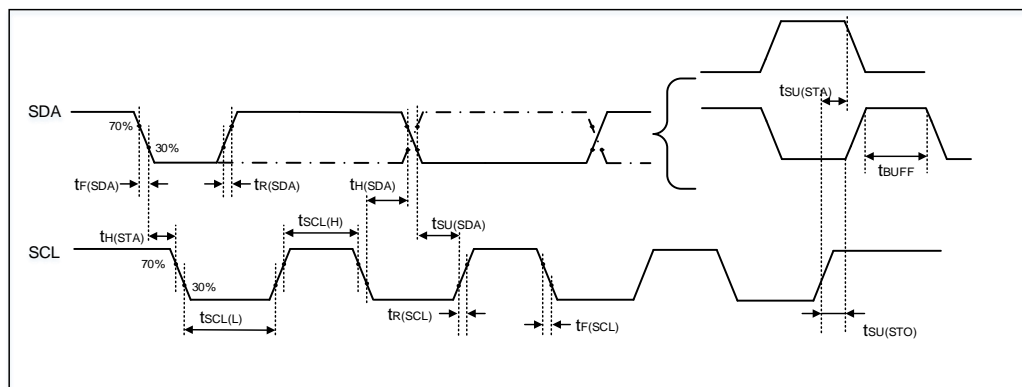 tSU(STA)
SDA
70%
30%
tBUFF
tF(SDA)
tR(SDA)
tH(SDA)
tSCL(H)
tSU(SDA)
tH(STA)
SCL
70%
30%
tSCL(L)
tR(SCL)
tF(SCL)
tSU(STO)